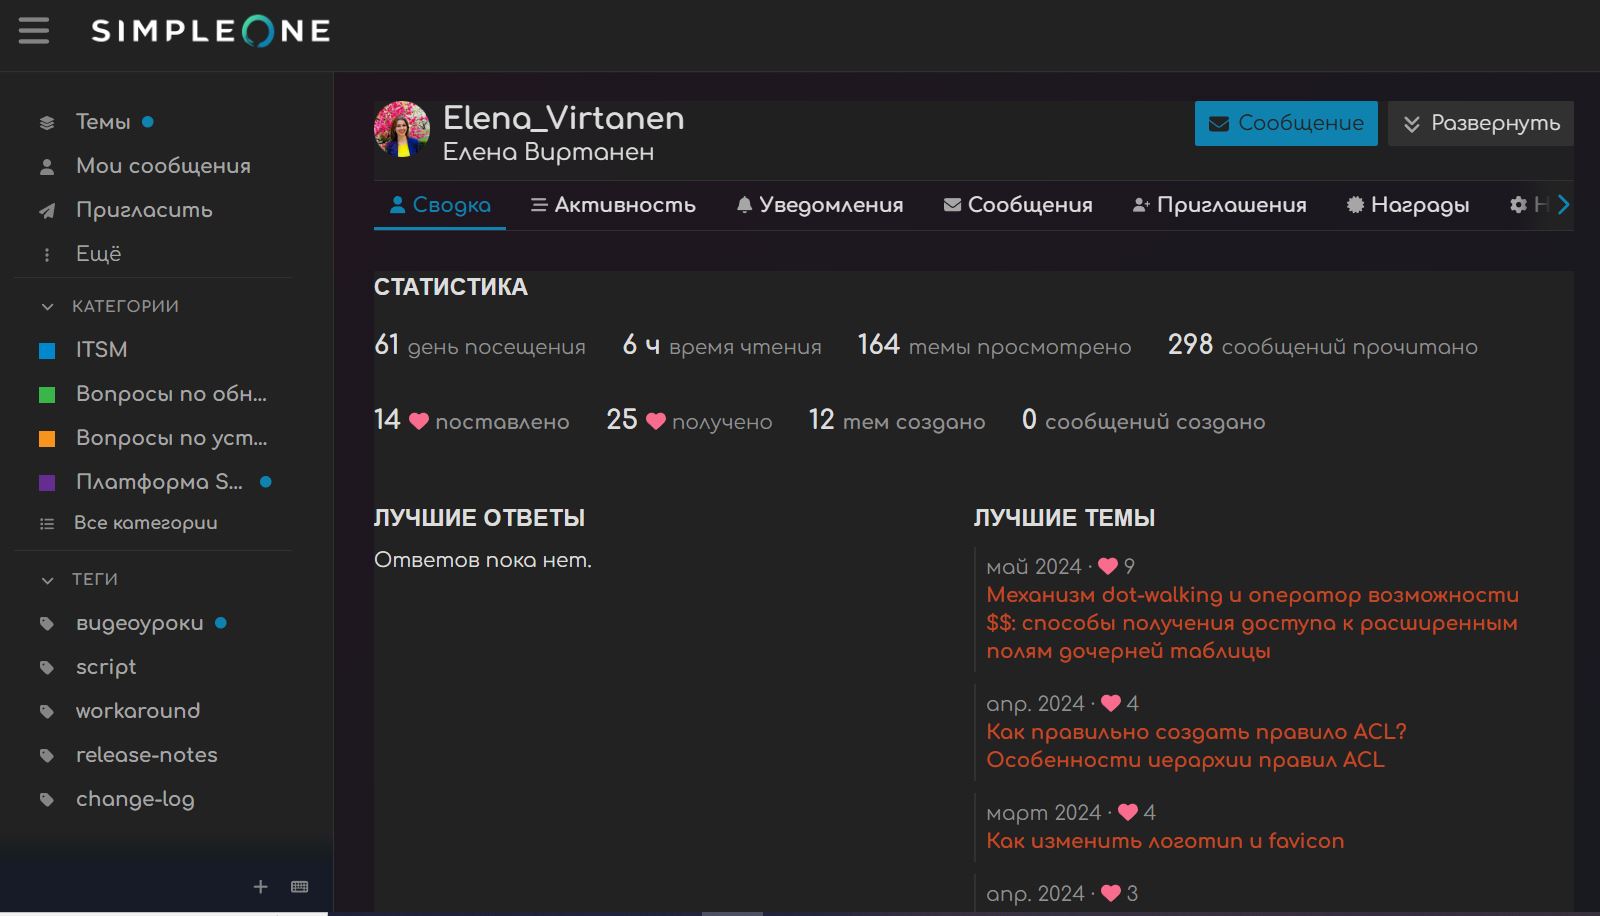 SIMPLEONE
Темы
Мои сообщения
Пригласить
Ещё
КАТЕГОРИИ
ITSM
Вопросы по обн...
Вопросы по уст...
Платформа S...
Все категории
ТЕГИ
видеоуроки
script
workaround
release-notes
change-log
Elena_Virtanen
Елена Виртанен
Сообщение
Развернуть
Сводка
Активность
Уведомления
Сообщения
Приглашения
Награды
Н
СТАТИСТИКА
61 день посещения
6 ч время чтения
164 темы просмотрено
298 сообщений прочитано
14 поставлено
25 получено
12 тем создано
0 сообщений создано
ЛУЧШИЕ ОТВЕТЫ
Ответов пока нет.
ЛУЧШИЕ ТЕМЫ
май 2024 · 9
Механизм dot-walking и оператор возможности
$$: способы получения доступа к расширенным
полям дочерней таблицы
апр. 2024 · 4
Как правильно создать правило ACL?
Особенности иерархии правил ACL
март 2024 · 4
Как изменить логотип и favicon
апр. 2024 · 3